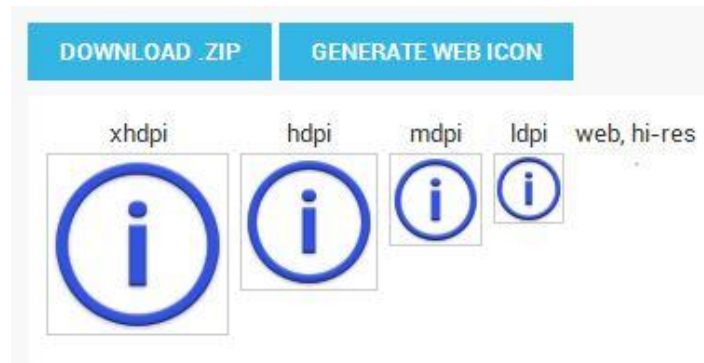 DOWNLOAD .ZIP GENERATE WEB ICON
xhdpi hdpi mdpi ldpi web, hi-res
i i i i